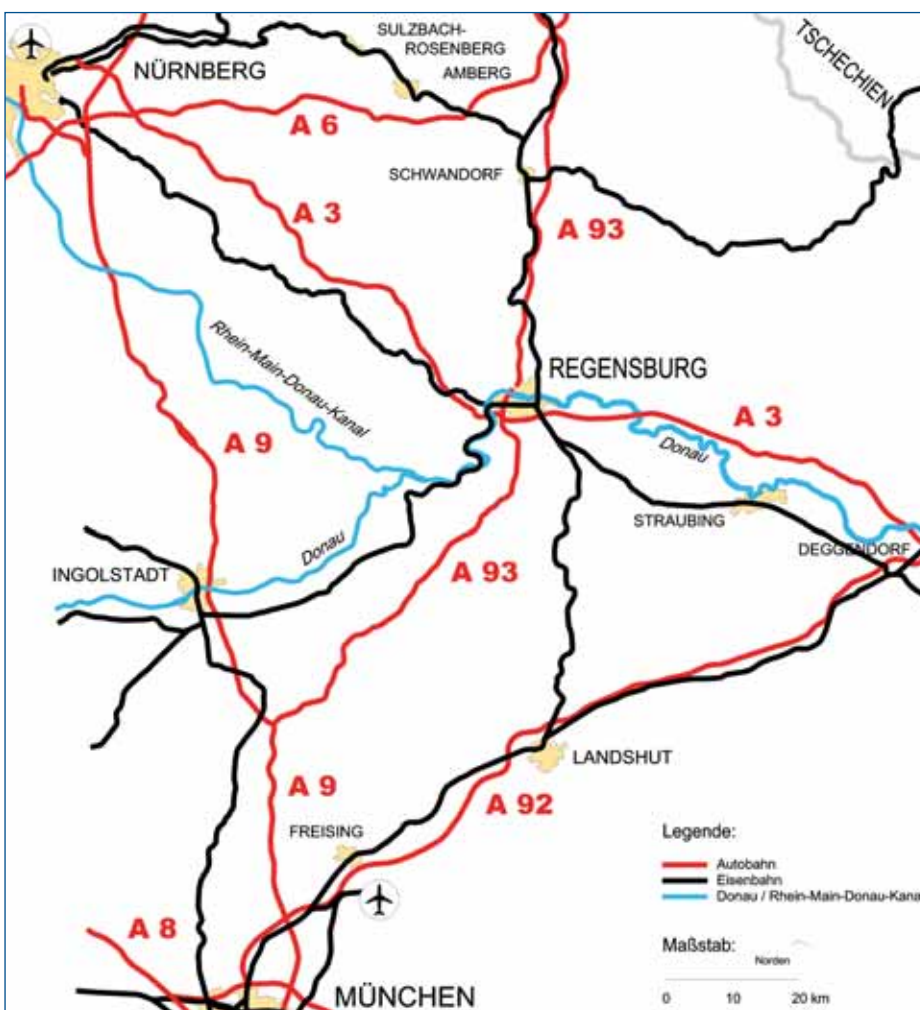 SULZBACH-
ROSENBERG
AMBERG
NÜRNBERG
TSCHECHIEN
A 6
SCHWANDORF
A 3
A 93
Rhein-Main-Donau-Kanal
REGENSBURG
A 3
A 9
Donau
STRAUBING
Donau
DEGGENDORF
INGOLSTADT
A 93
LANDSHUT
A 9
A 92
FREISING
Legende:
Autobahn
Eisenbahn
Donau / Rhein-Main-Donau-Kana
A 8
Maßstab:
Norden
MÜNCHEN
0 10 20 km